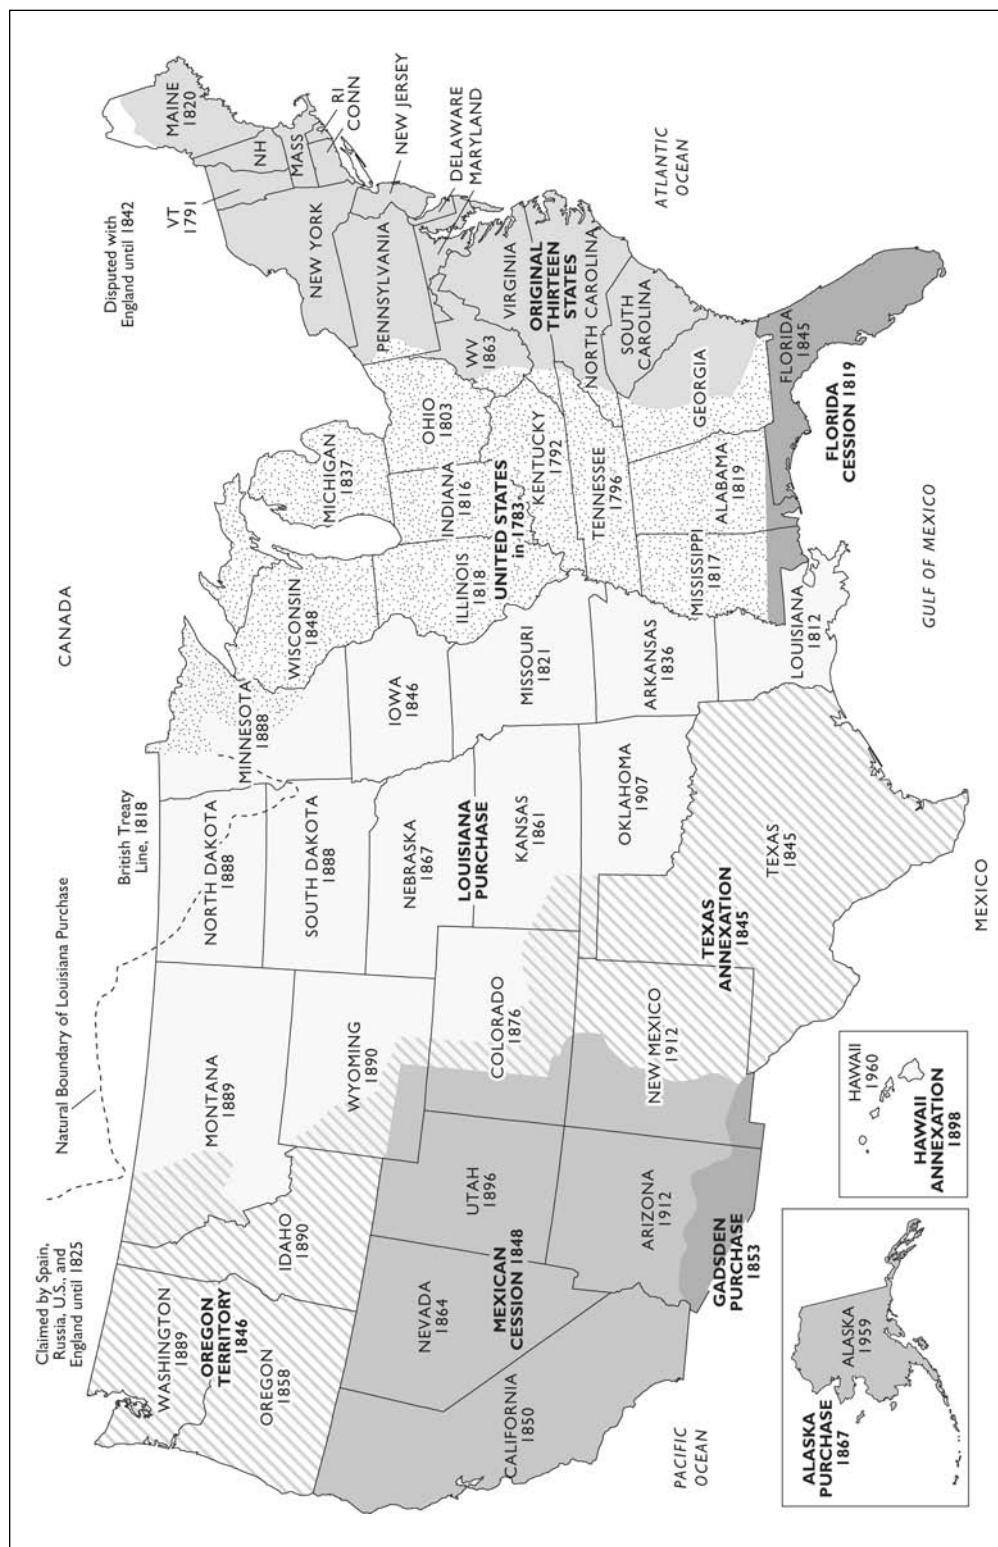 CANADA
Claimed by Spain,
Russia, U.S., and
England until 1825
Natural Boundary of Louisiana Purchase
British Treaty
Line, 1818
Disputed with
England until 1842
WASHINGTON
1889
OREGON
TERRITORY
1846
OREGON
1858
IDAHO
1890
MONTANA
1889
WYOMING
1890
NORTH DAKOTA
1888
SOUTH DAKOTA
1888
NEBRASKA
1867
MINNESOTA
1888
WISCONSIN
1848
MICHIGAN
1837
IOWA
1846
ILLINOIS
1818
INDIANA
1816
OHIO
1803
UNITED STATES
in 1783
PENNSYLVANIA
NEW YORK
VT
1791
NH
MAINE
1820
MASS
RI
CONN
NEW JERSEY
DELAWARE
MARYLAND
WV
1863
VIRGINIA
ORIGINAL
THIRTEEN
STATES
NORTH CAROLINA
SOUTH
CAROLINA
GEORGIA
KENTUCKY
1792
TENNESSEE
1796
ALABAMA
1819
MISSISSIPPI
1817
FLORIDA
1845
FLORIDA
CESSION 1819
LOUISIANA
PURCHASE
KANSAS
1861
MISSOURI
1821
ARKANSAS
1836
LOUISIANA
1812
OKLAHOMA
1907
TEXAS
1845
TEXAS
ANNEXATION
1845
COLORADO
1876
NEW MEXICO
1912
NEVADA
1864
UTAH
1896
MEXICAN
CESSION 1848
CALIFORNIA
1850
ARIZONA
1912
GADSDEN
PURCHASE
1853
PACIFIC
OCEAN
ATLANTIC
OCEAN
GULF OF MEXICO
MEXICO
ALASKA
PURCHASE
1867
ALASKA
1959
HAWAII
1960
HAWAII
ANNEXATION
1898